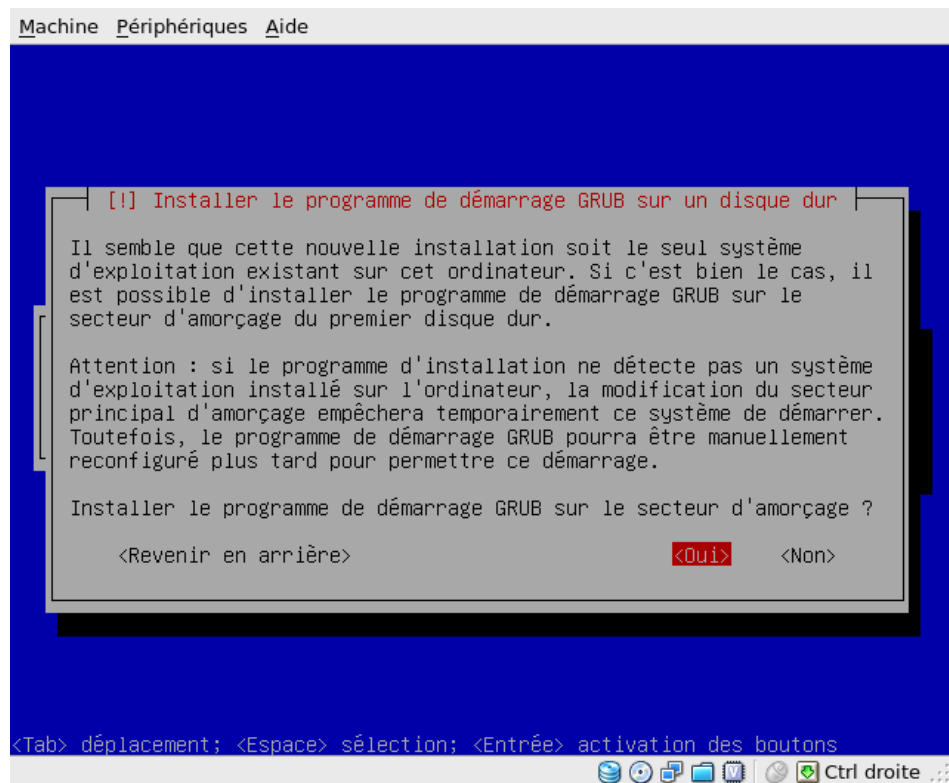 Machine Périphériques Aide
[!] Installer le programme de démarrage GRUB sur un disque dur
Il semble que cette nouvelle installation soit le seul système
d'exploitation existant sur cet ordinateur. Si c'est bien le cas, il
est possible d'installer le programme de démarrage GRUB sur le
secteur d'amorçage du premier disque dur.
Attention : si le programme d'installation ne détecte pas un système
d'exploitation installé sur l'ordinateur, la modification du secteur
principal d'amorçage empêchera temporairement ce système de démarrer.
Toutefois, le programme de démarrage GRUB pourra être manuellement
reconfiguré plus tard pour permettre ce démarrage.
Installer le programme de démarrage GRUB sur le secteur d'amorçage ?
<Revenir en arrière> <Oui> <Non>
<Tab> déplacement; <Espace> sélection; <Entrée> activation des boutons
Ctrl droite